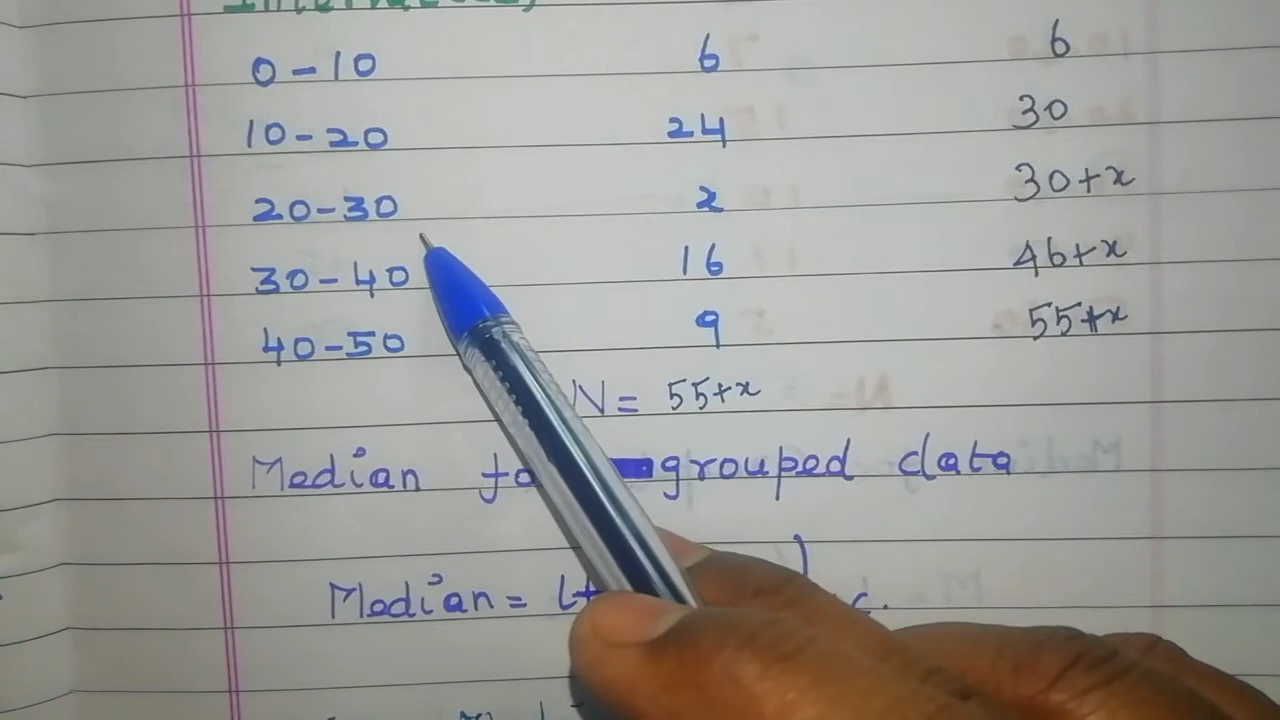 0-10 6 6
10-20 24 30
20-30 x 30+x
30-40 16 46+x
40-50 9 55+x
N= 55+x
Median grouped data
Median = l+ c.